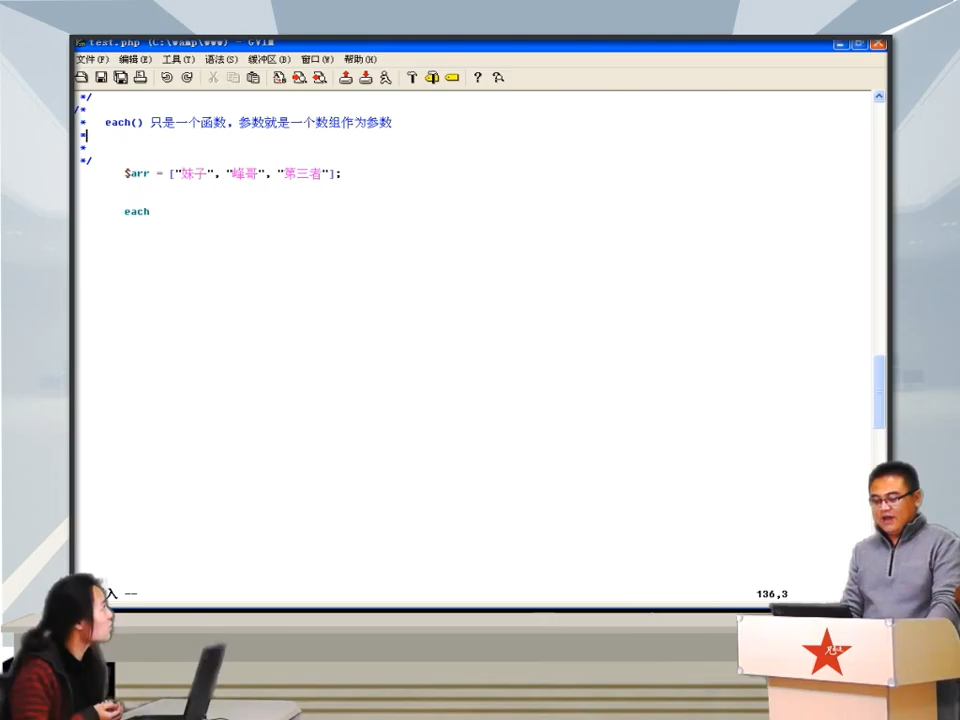 test.php (C:\wamp\www) - GVIM
文件(F) 编辑(E) 工具(T) 语法(S) 缓冲区(B) 窗口(W) 帮助(H)
*/
/*
* each() 只是一个函数，参数就是一个数组作为参数
*
*
*/
$arr = ["妹子", "峰哥", "第三者"];
each
入 --
136,3